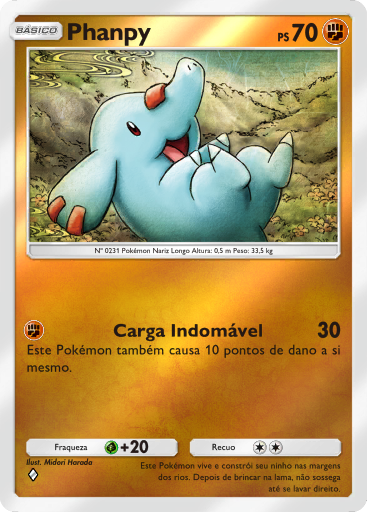 BÁSICO Phanpy PS 70
Nº 0231 Pokémon Nariz Longo Altura: 0,5 m Peso: 33,5 kg
Carga Indomável 30
Este Pokémon também causa 10 pontos de dano a si
mesmo.
Fraqueza +20 Recuo
Ilust. Midori Harada
Este Pokémon vive e constrói seu ninho nas margens
dos rios. Depois de brincar na lama, não sossega
até se lavar direito.